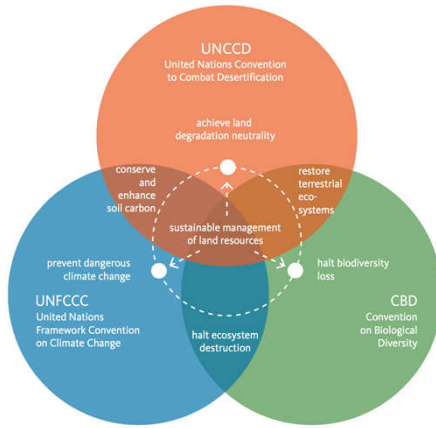 UNCCD
United Nations Convention
to Combat Desertification
achieve land
degradation neutrality
conserve
and
enhance
soil carbon
restore
terrestrial
eco-
systems
sustainable management
of land resources
prevent dangerous
climate change
halt biodiversity
loss
UNFCCC
United Nations
Framework Convention
on Climate Change
CBD
Convention
on Biological
Diversity
halt ecosystem
destruction